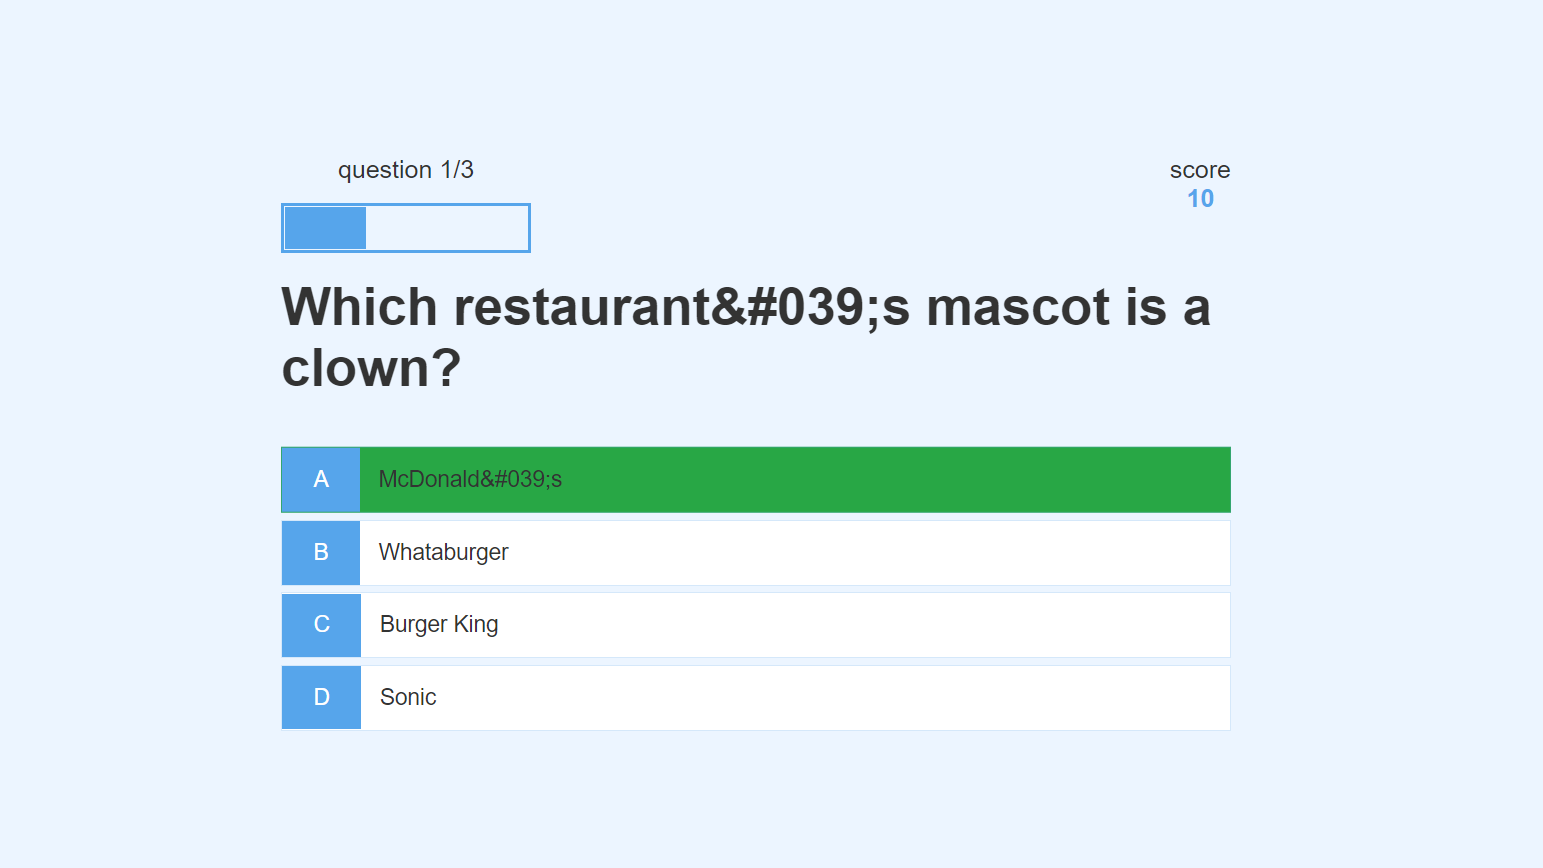 question 1/3
score
10
Which restaurant&#039;s mascot is a
clown?
A McDonald&#039;s
B Whataburger
C Burger King
D Sonic